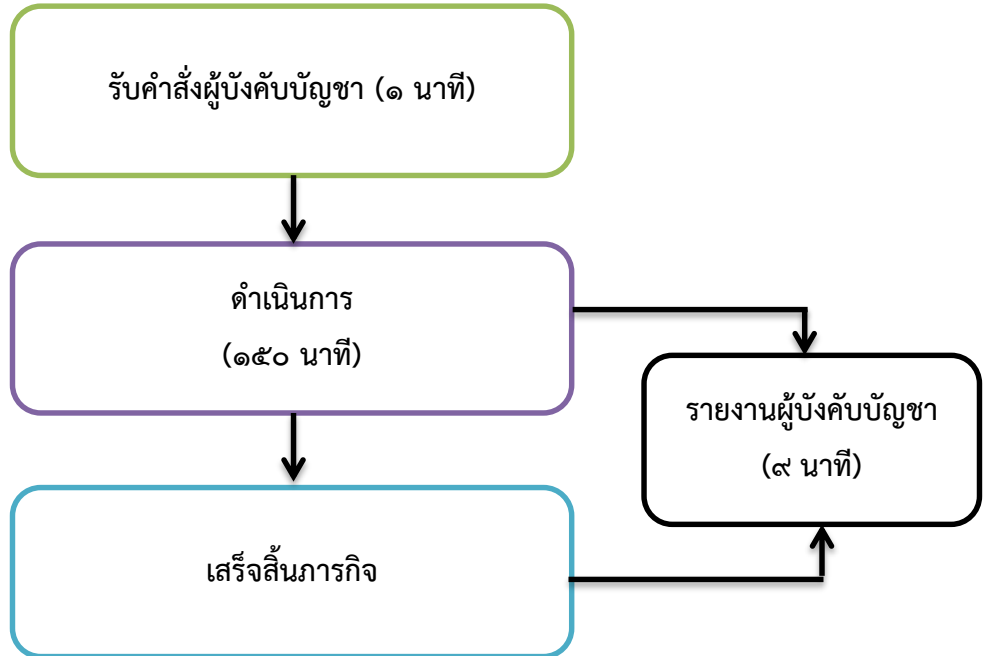 รับคำสั่งผู้บังคับบัญชา (๑ นาที)
ดำเนินการ
(๑๕๐ นาที)
รายงานผู้บังคับบัญชา
(๙ นาที)
เสร็จสิ้นภารกิจ